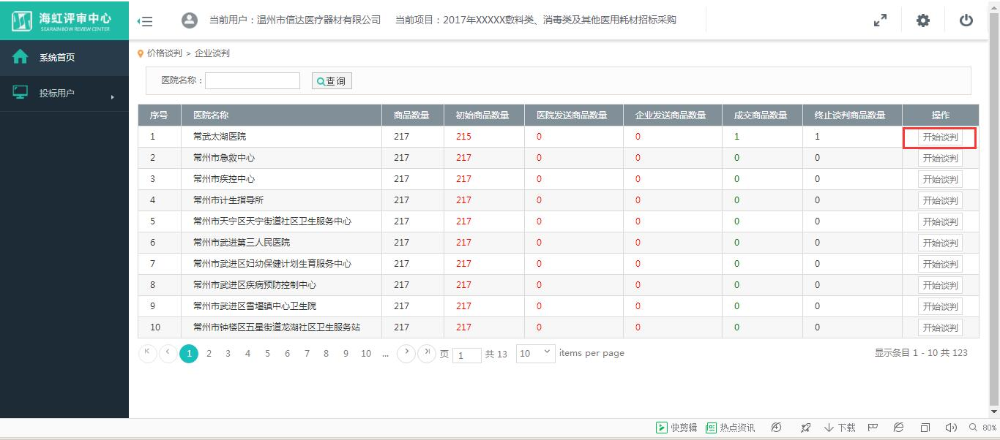 海虹评审中心
SEARAINBOW REVIEW CENTER
当前用户：温州市信达医疗器材有限公司 当前项目：2017年XXXXX敷料类、消毒类及其他医用耗材招标采购
系统首页
投标用户
价格谈判 > 企业谈判
医院名称： 查询
序号 医院名称 商品数量 初始商品数量 医院发送商品数量 企业发送商品数量 成交商品数量 终止谈判商品数量 操作
1 常武太湖医院 217 215 0 0 1 1 开始谈判
2 常州市急救中心 217 217 0 0 0 0 开始谈判
3 常州市疾控中心 217 217 0 0 0 0 开始谈判
4 常州市计生指导所 217 217 0 0 0 0 开始谈判
5 常州市天宁区天宁街道社区卫生服务中心 217 217 0 0 0 0 开始谈判
6 常州市武进第三人民医院 217 217 0 0 0 0 开始谈判
7 常州市武进区妇幼保健计划生育服务中心 217 217 0 0 0 0 开始谈判
8 常州市武进区疾病预防控制中心 217 217 0 0 0 0 开始谈判
9 常州市武进区雪堰镇中心卫生院 217 217 0 0 0 0 开始谈判
10 常州市钟楼区五星街道龙湖社区卫生服务站 217 217 0 0 0 0 开始谈判
1 2 3 4 5 6 7 8 9 10 ... 页 1 共 13 10 items per page 显示条目 1 - 10 共 123
快剪辑 热点资讯 下载 80%